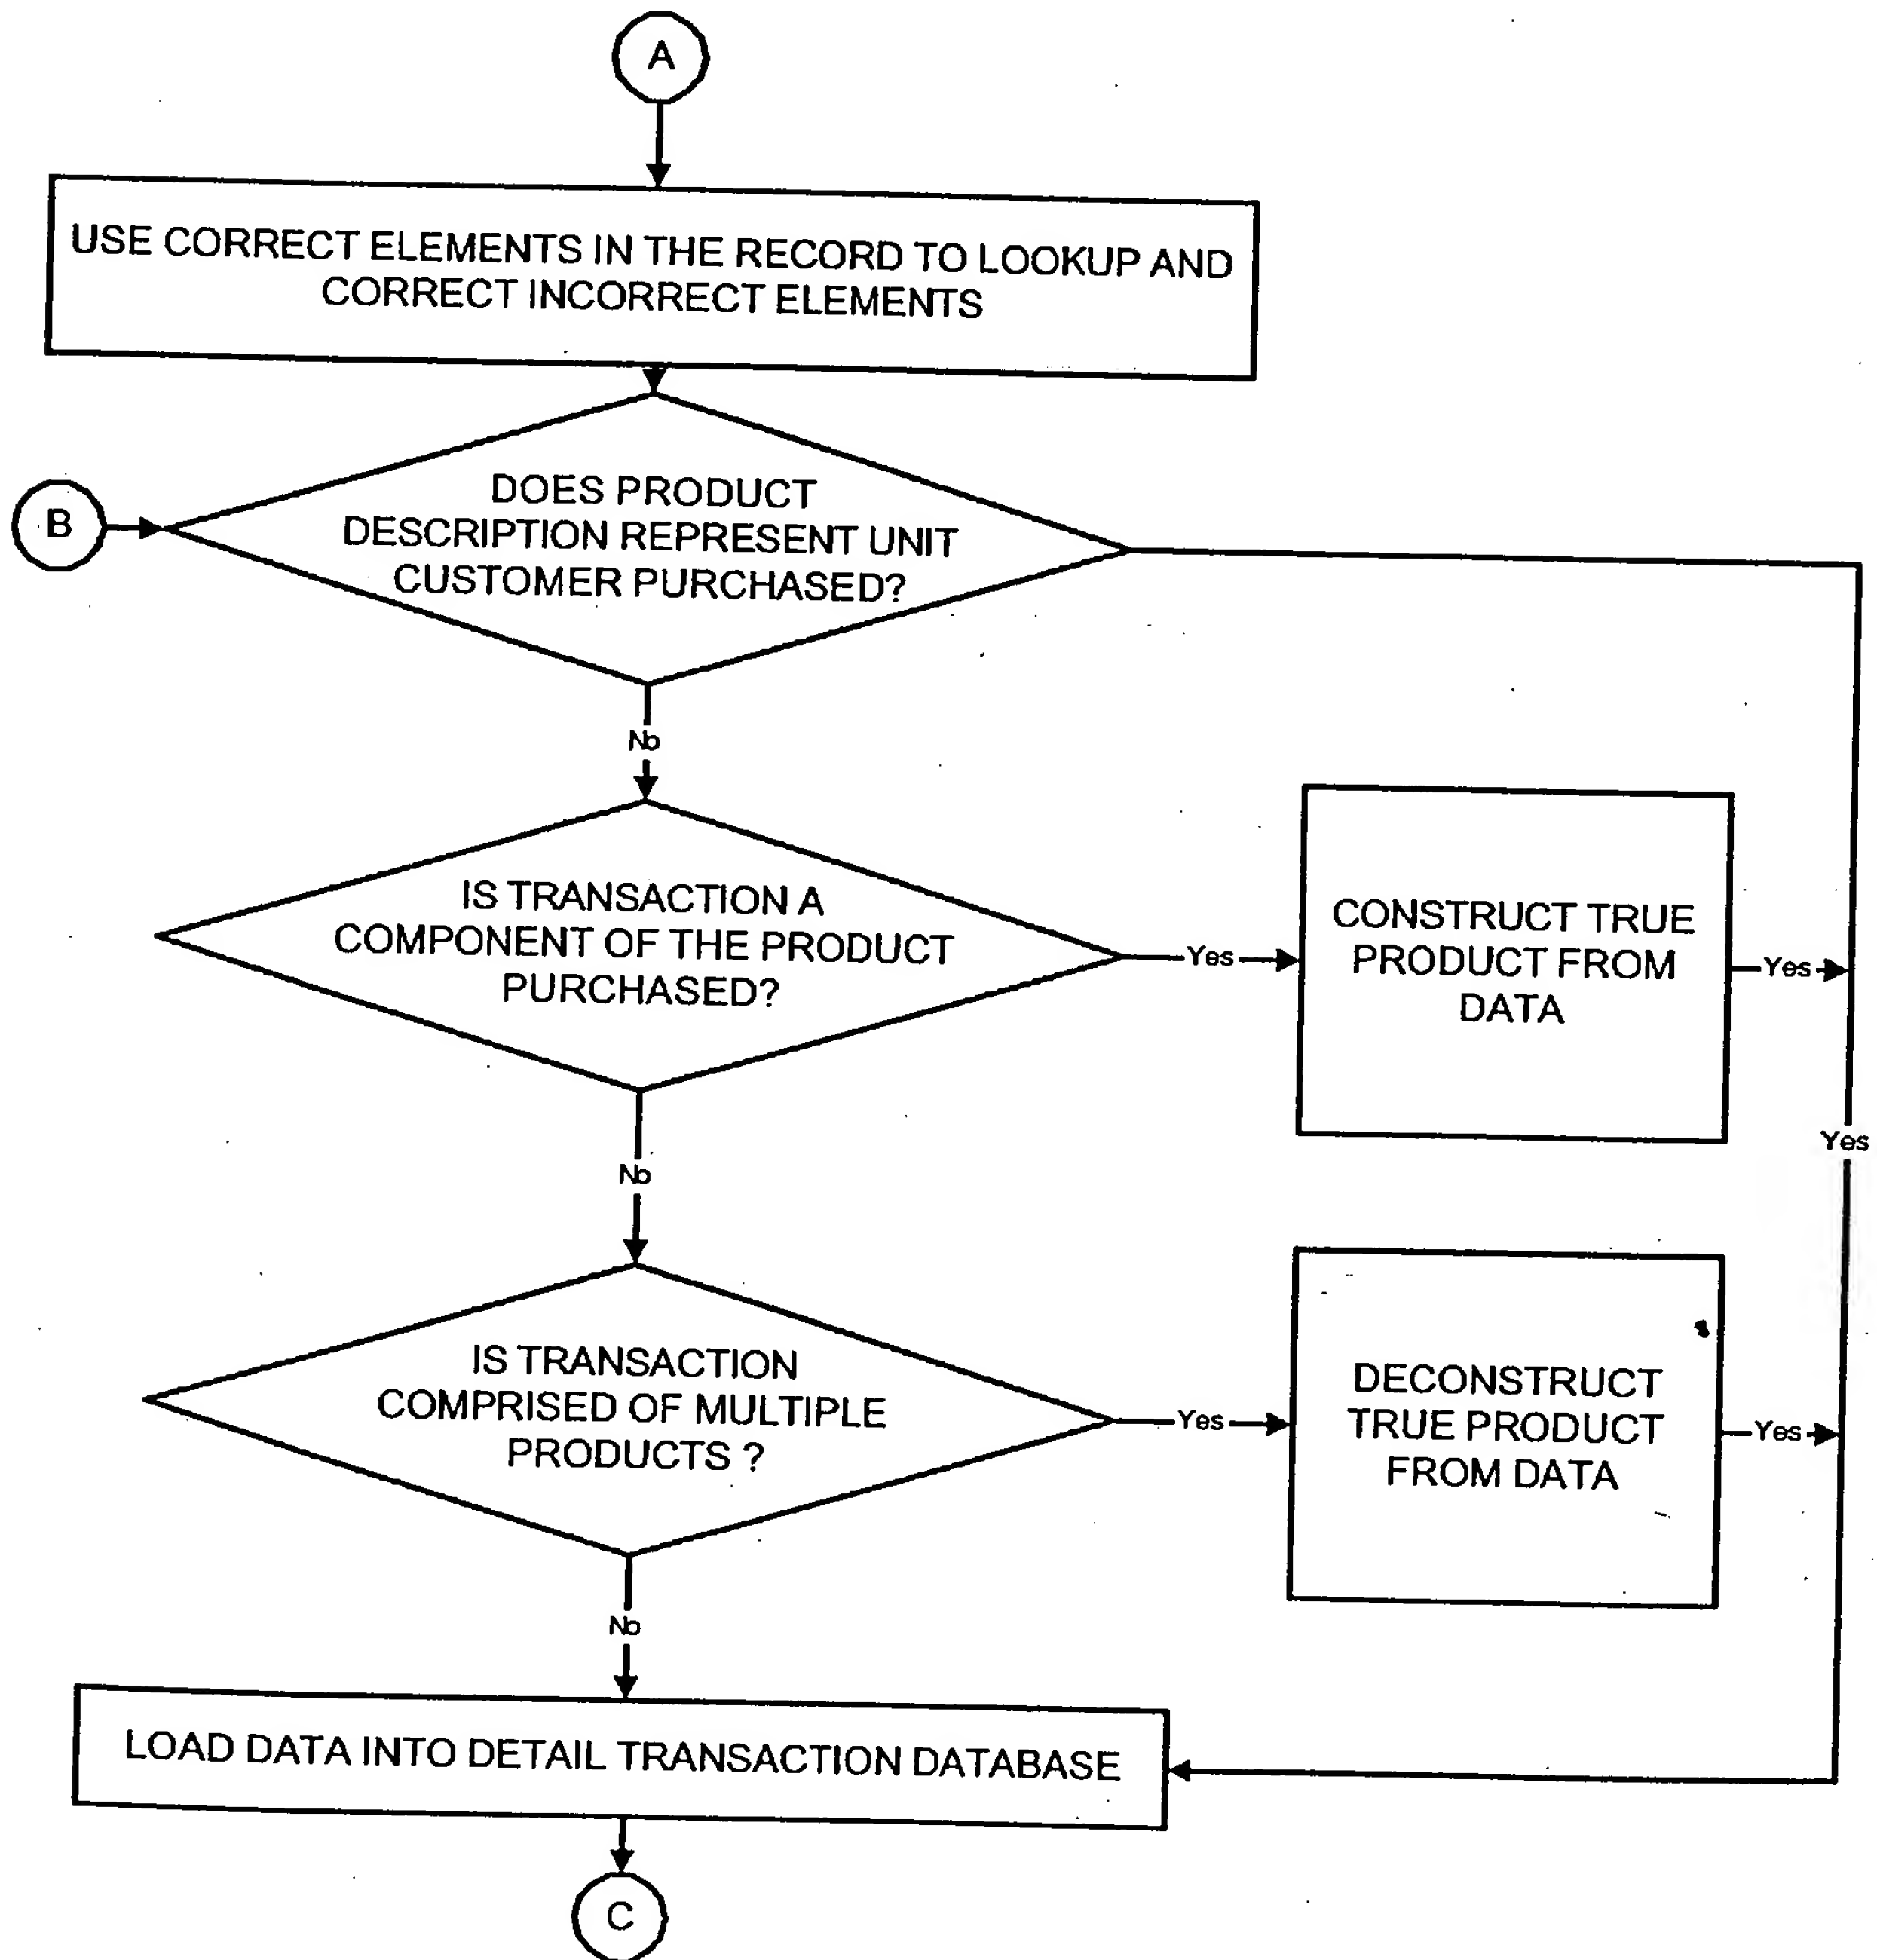 A
USE CORRECT ELEMENTS IN THE RECORD TO LOOKUP AND
CORRECT INCORRECT ELEMENTS
B
DOES PRODUCT
DESCRIPTION REPRESENT UNIT
CUSTOMER PURCHASED?
No
IS TRANSACTION A
COMPONENT OF THE PRODUCT
PURCHASED?
Yes
CONSTRUCT TRUE
PRODUCT FROM
DATA
Yes
Yes
No
IS TRANSACTION
COMPRISED OF MULTIPLE
PRODUCTS ?
Yes
DECONSTRUCT
TRUE PRODUCT
FROM DATA
Yes
No
LOAD DATA INTO DETAIL TRANSACTION DATABASE
C